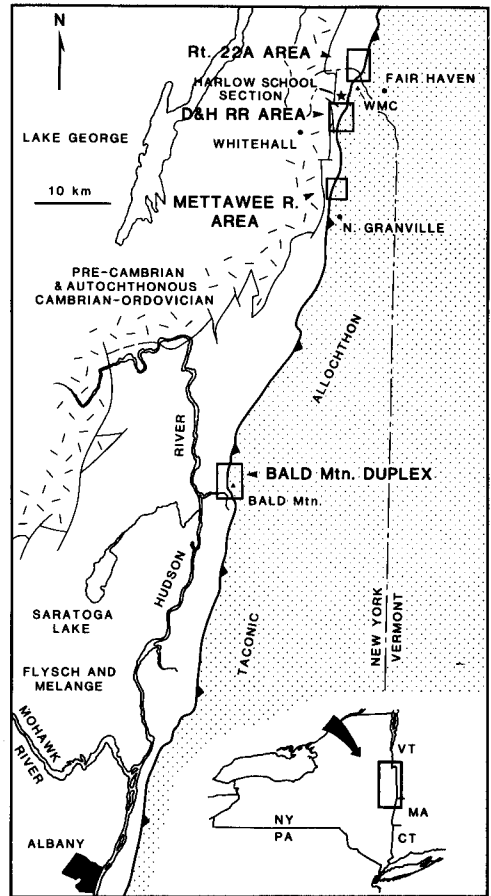 N
Rt. 22A AREA
HARLOW SCHOOL
SECTION
FAIR HAVEN
WMC
D&H RR AREA
WHITEHALL
LAKE GEORGE
10 km
METTAWEE R.
AREA
N. GRANVILLE
PRE-CAMBRIAN
& AUTOCHTHONOUS
CAMBRIAN-ORDOVICIAN
ALLOCHTHON
RIVER
BALD Mtn. DUPLEX
BALD Mtn.
HUDSON
SARATOGA
LAKE
TACONIC
NEW YORK
VERMONT
FLYSCH AND
MELANGE
MOHAWK
RIVER
ALBANY
VT
MA
NY
PA
CT